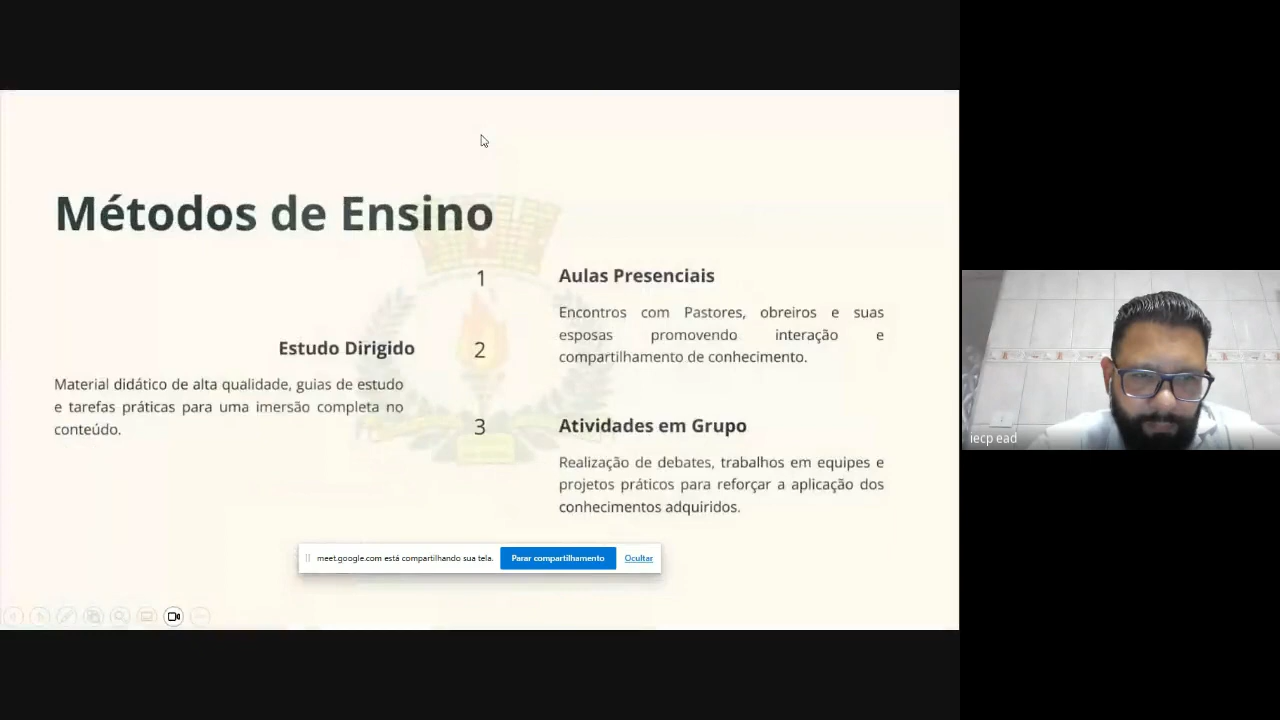 Métodos de Ensino
1
Aulas Presenciais
Encontros com Pastores, obreiros e suas
esposas promovendo interação e
compartilhamento de conhecimento.
Estudo Dirigido
2
Material didático de alta qualidade, guias de estudo
e tarefas práticas para uma imersão completa no
conteúdo.
3
Atividades em Grupo
Realização de debates, trabalhos em equipes e
projetos práticos para reforçar a aplicação dos
conhecimentos adquiridos.
meet.google.com está compartilhando sua tela.
Parar compartilhamento
Ocultar
iecp ead